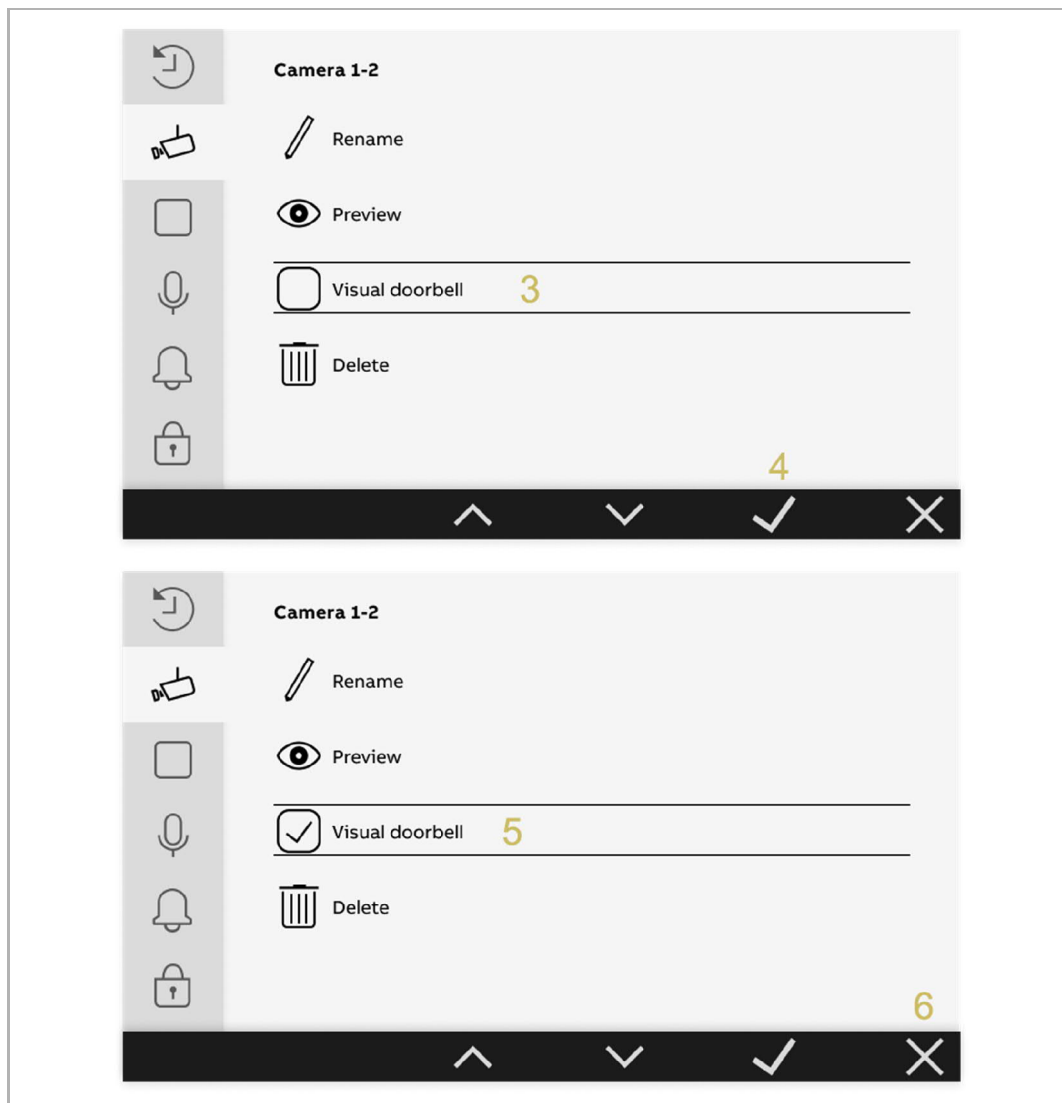 Camera 1-2
Rename
Preview
Visual doorbell 3
Delete
4
Camera 1-2
Rename
Preview
Visual doorbell 5
Delete
6